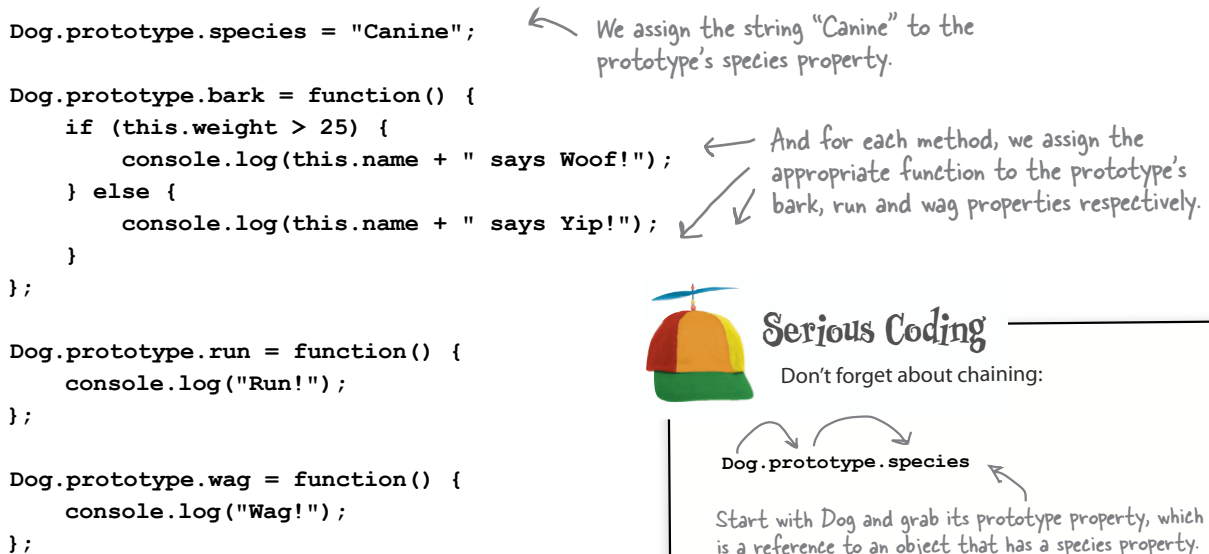 Dog.prototype.species = "Canine";
We assign the string “Canine” to the
prototype’s species property.
Dog.prototype.bark = function() {
    if (this.weight > 25) {
        console.log(this.name + " says Woof!");
    } else {
        console.log(this.name + " says Yip!");
    }
};
And for each method, we assign the
appropriate function to the prototype’s
bark, run and wag properties respectively.
Dog.prototype.run = function() {
    console.log("Run!");
};
Dog.prototype.wag = function() {
    console.log("Wag!");
};
Serious Coding
Don’t forget about chaining:
Dog.prototype.species
Start with Dog and grab its prototype property, which
is a reference to an object that has a species property.